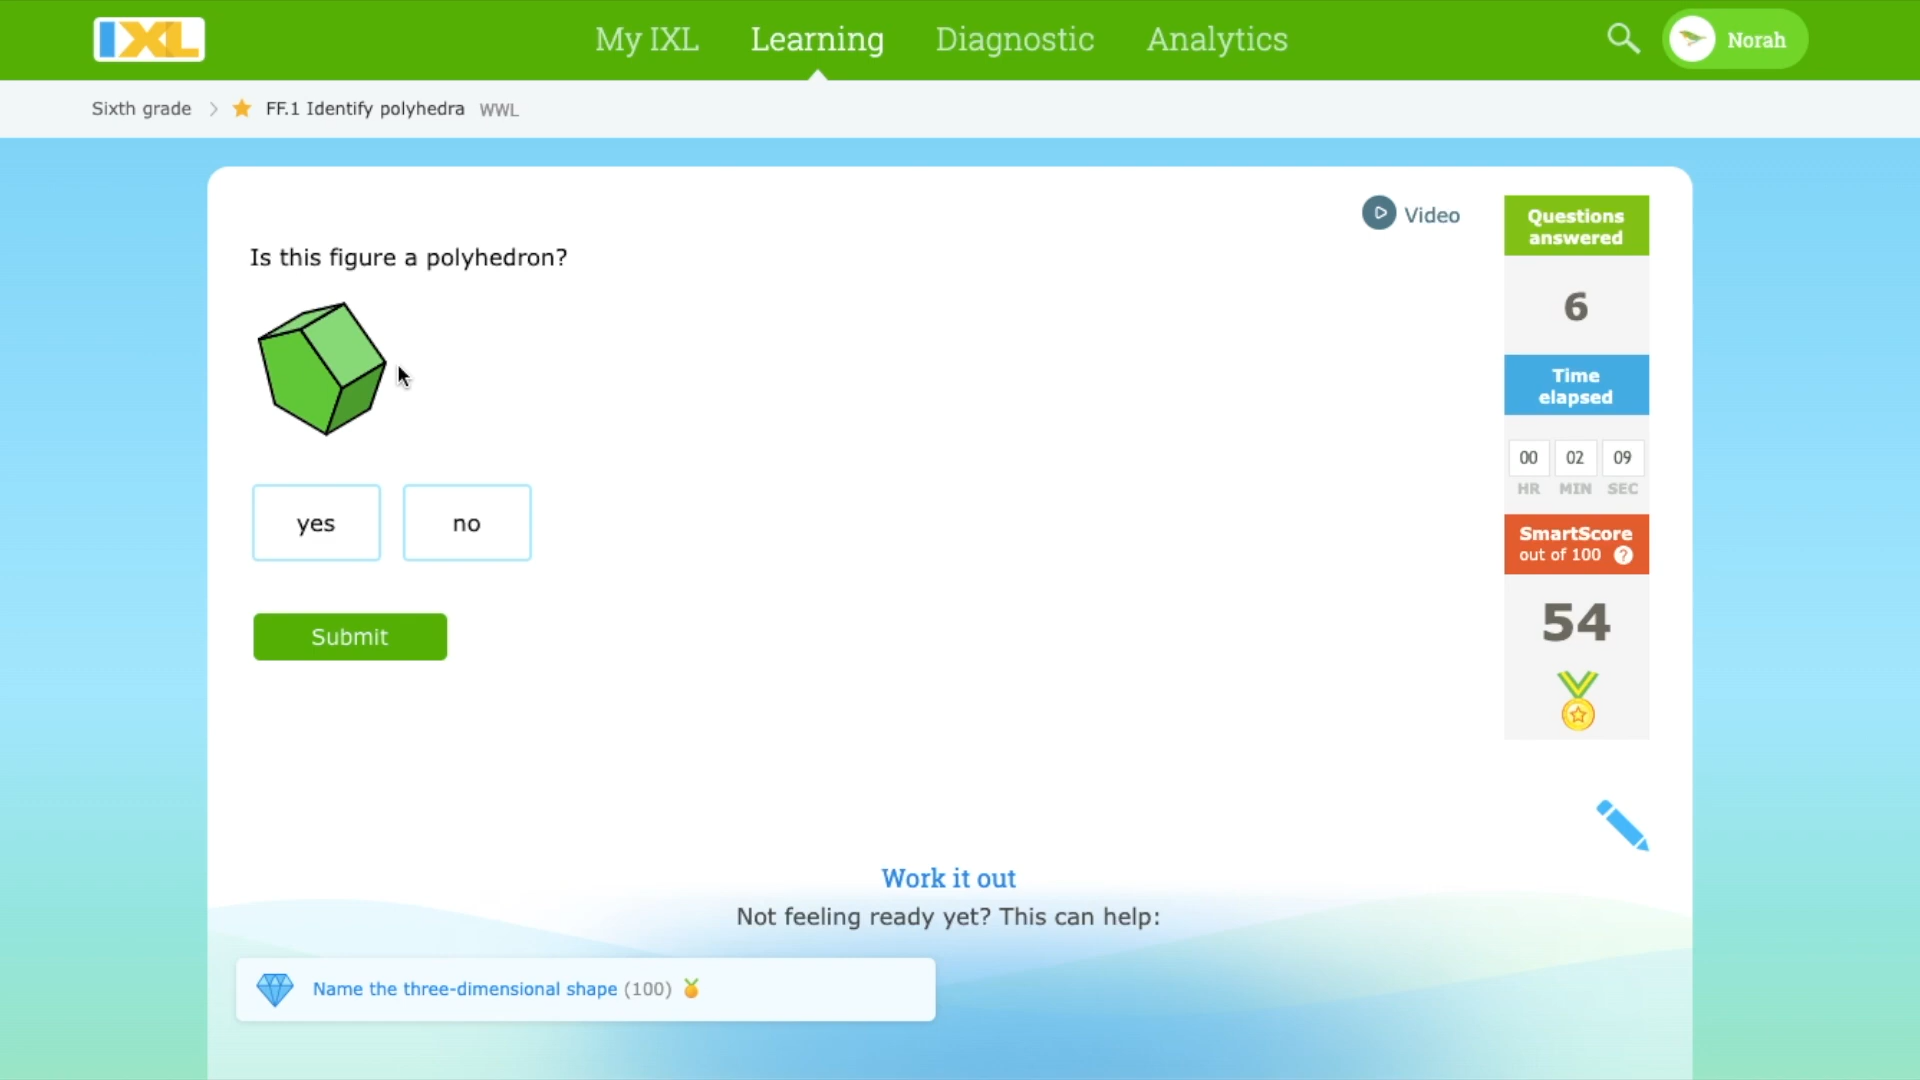 IXL
My IXL Learning Diagnostic Analytics
Norah
Sixth grade FF.1 Identify polyhedra WWL
Video
Is this figure a polyhedron?
yes no
Submit
Questions
answered
6
Time
elapsed
00 02 09
HR MIN SEC
SmartScore
out of 100 ?
54
Work it out
Not feeling ready yet? This can help:
Name the three-dimensional shape (100)